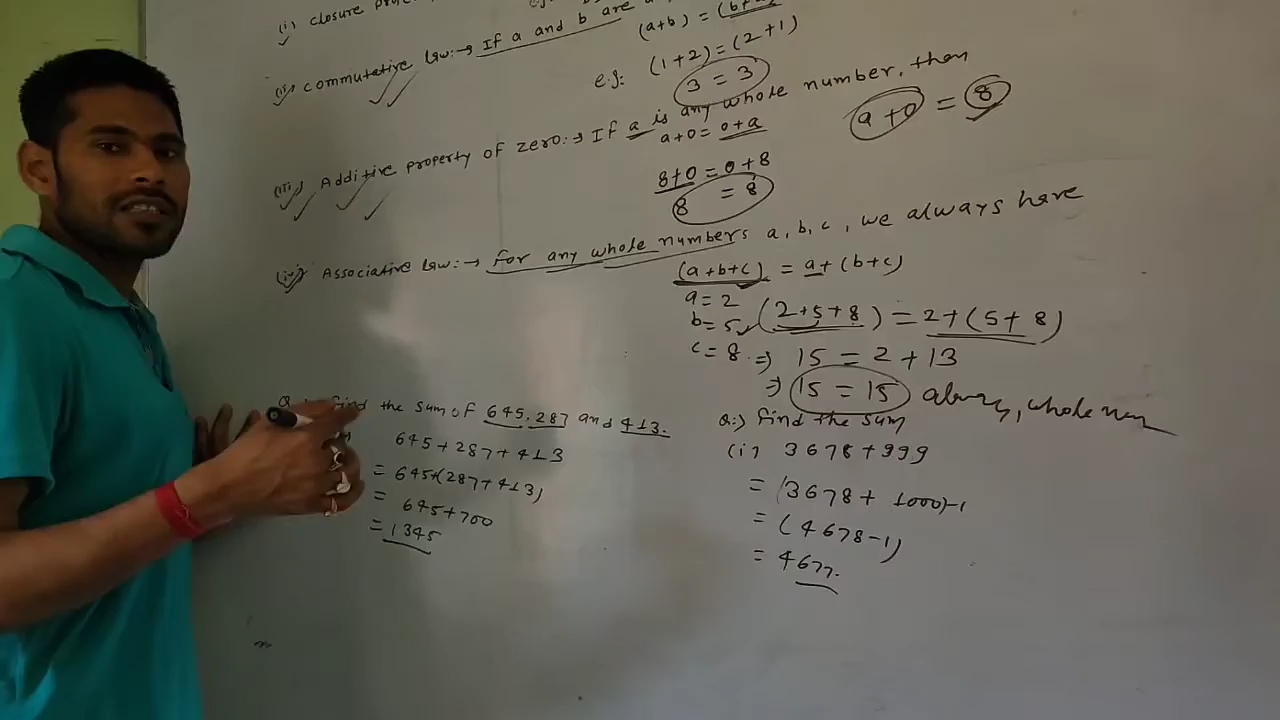 (i) closure
(ii) Commutative law:→ If a and b are
(a+b) =
e.g: (1+2) = (2+1)
3 = 3
(iii) Additive property of zero:→ If a is any whole number, then
a+0 = 0+a
a+0 = 8
8+0 = 0+8
8 = 8
(iv) Associative law:→ for any whole numbers a, b, c, we always have
(a+b+c) = a+(b+c)
a=2
b=5 (2+5+8) = 2+(5+8)
c=8 ⇒ 15 = 2+13
⇒ 15 = 15 always, whole num
Q find the sum of 645, 287 and 413.
645+287+413
= 645+(287+413)
= 645+700
= 1345
Q:) find the sum
(i) 3678+999
= (3678+1000)-1
= (4678-1)
= 4677.